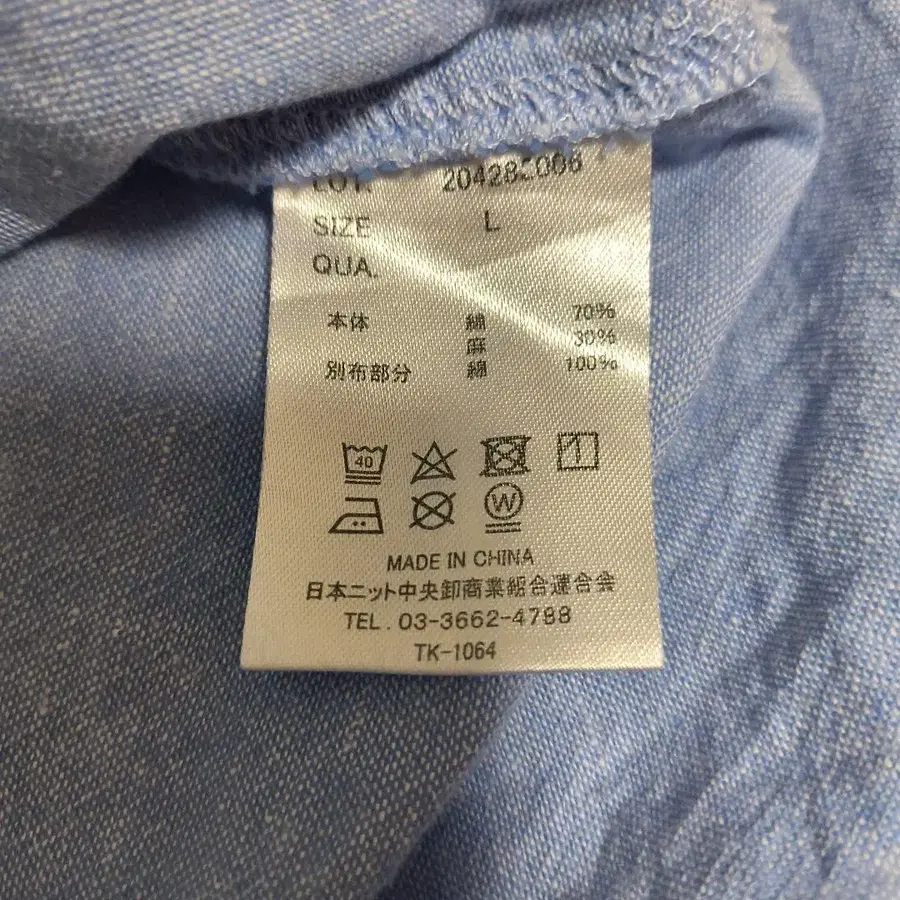 LOT.
SIZE L
QUA.
本体 綿 70%
麻 30%
別布部分 綿 100%
40
W
MADE IN CHINA
日本ニット中央卸商業組合連合会
TEL. 03-3662-4788
TK-1064